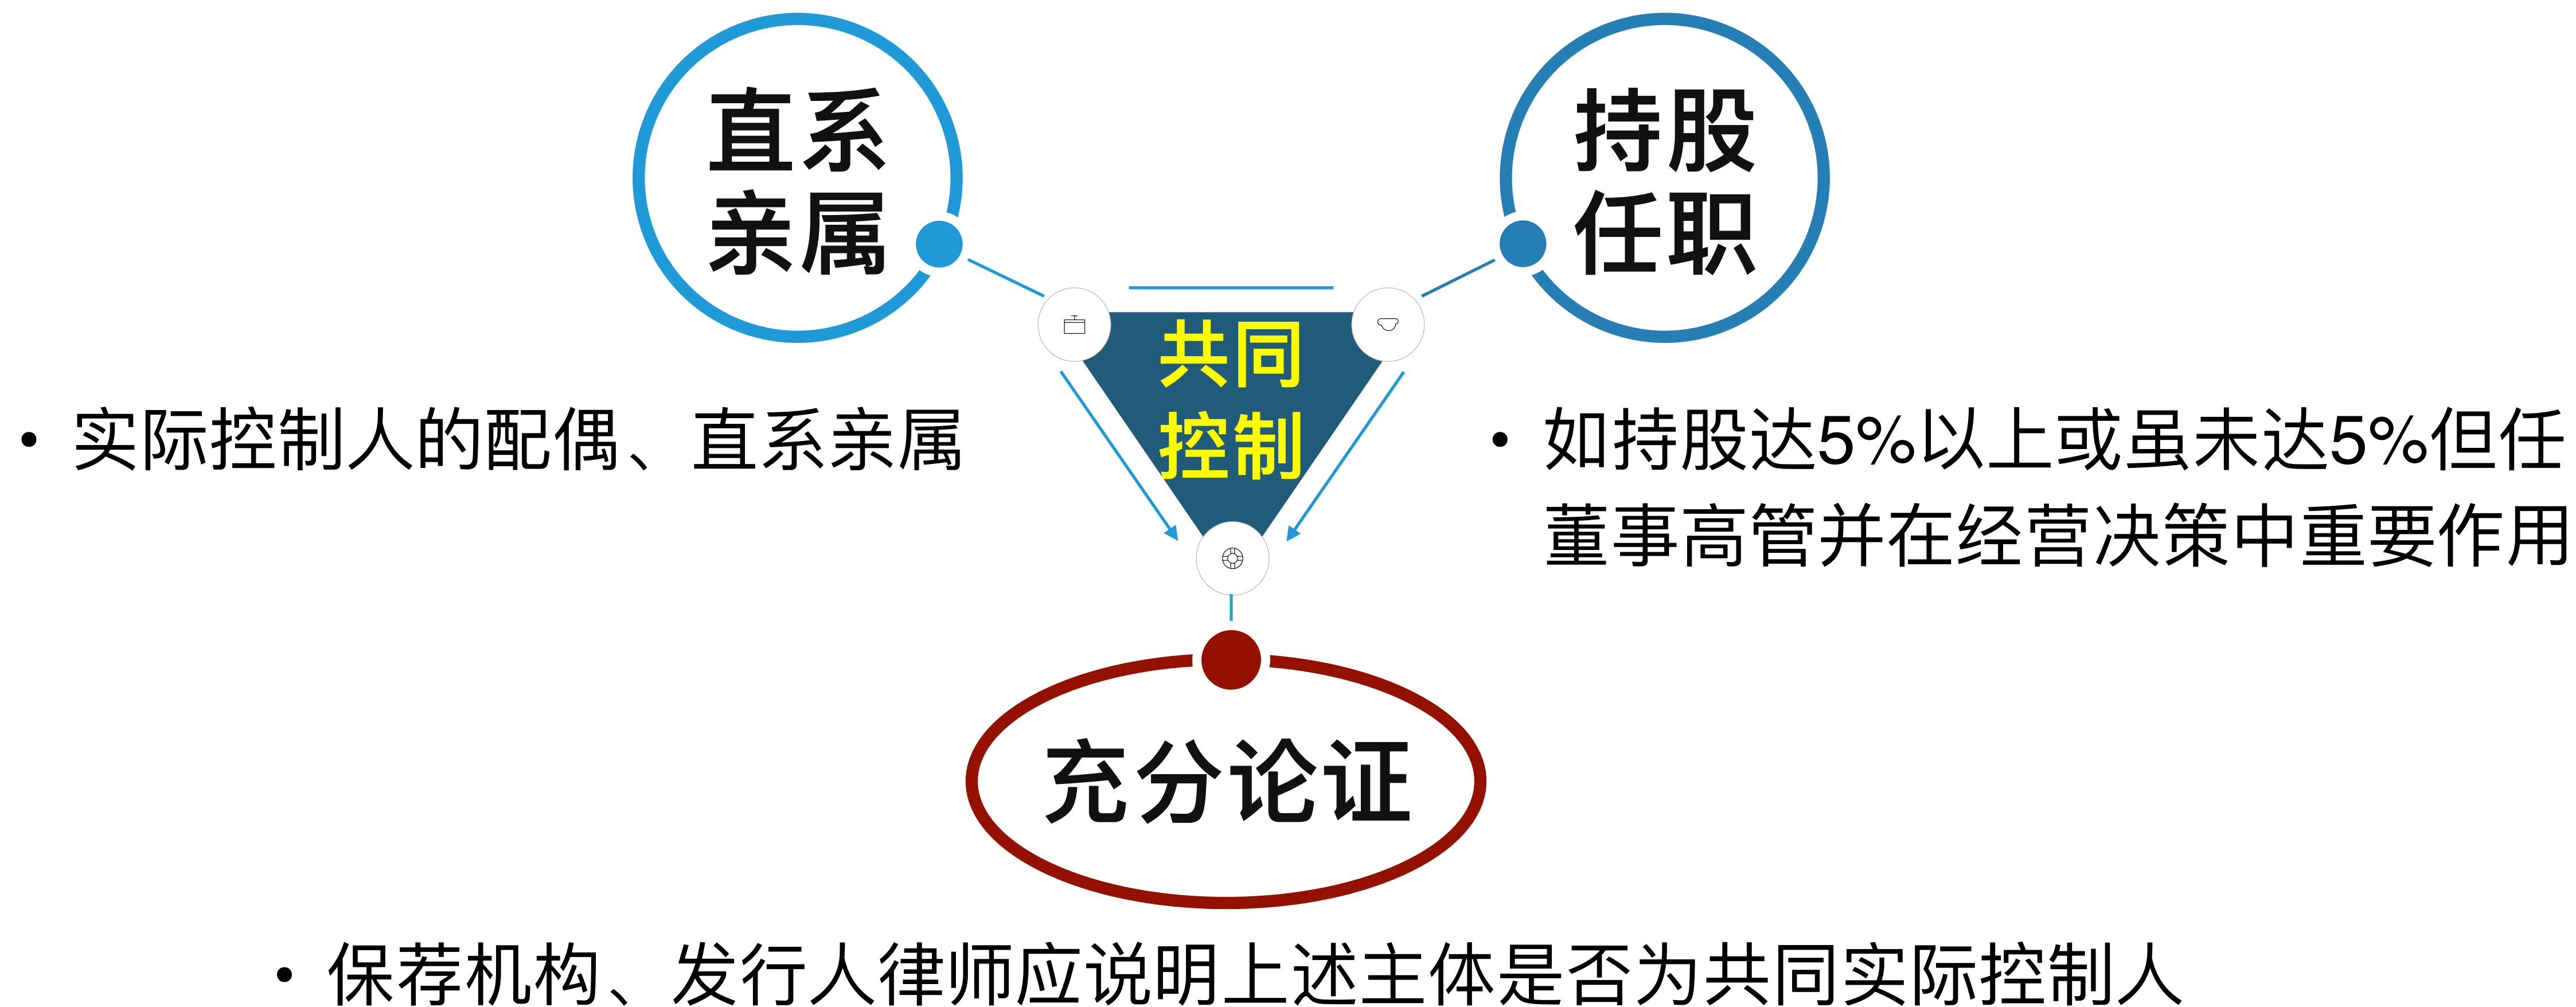 直系
亲属
持股
任职
共同
控制
• 实际控制人的配偶、直系亲属
• 如持股达5%以上或虽未达5%但任
董事高管并在经营决策中重要作用
充分论证
• 保荐机构、发行人律师应说明上述主体是否为共同实际控制人